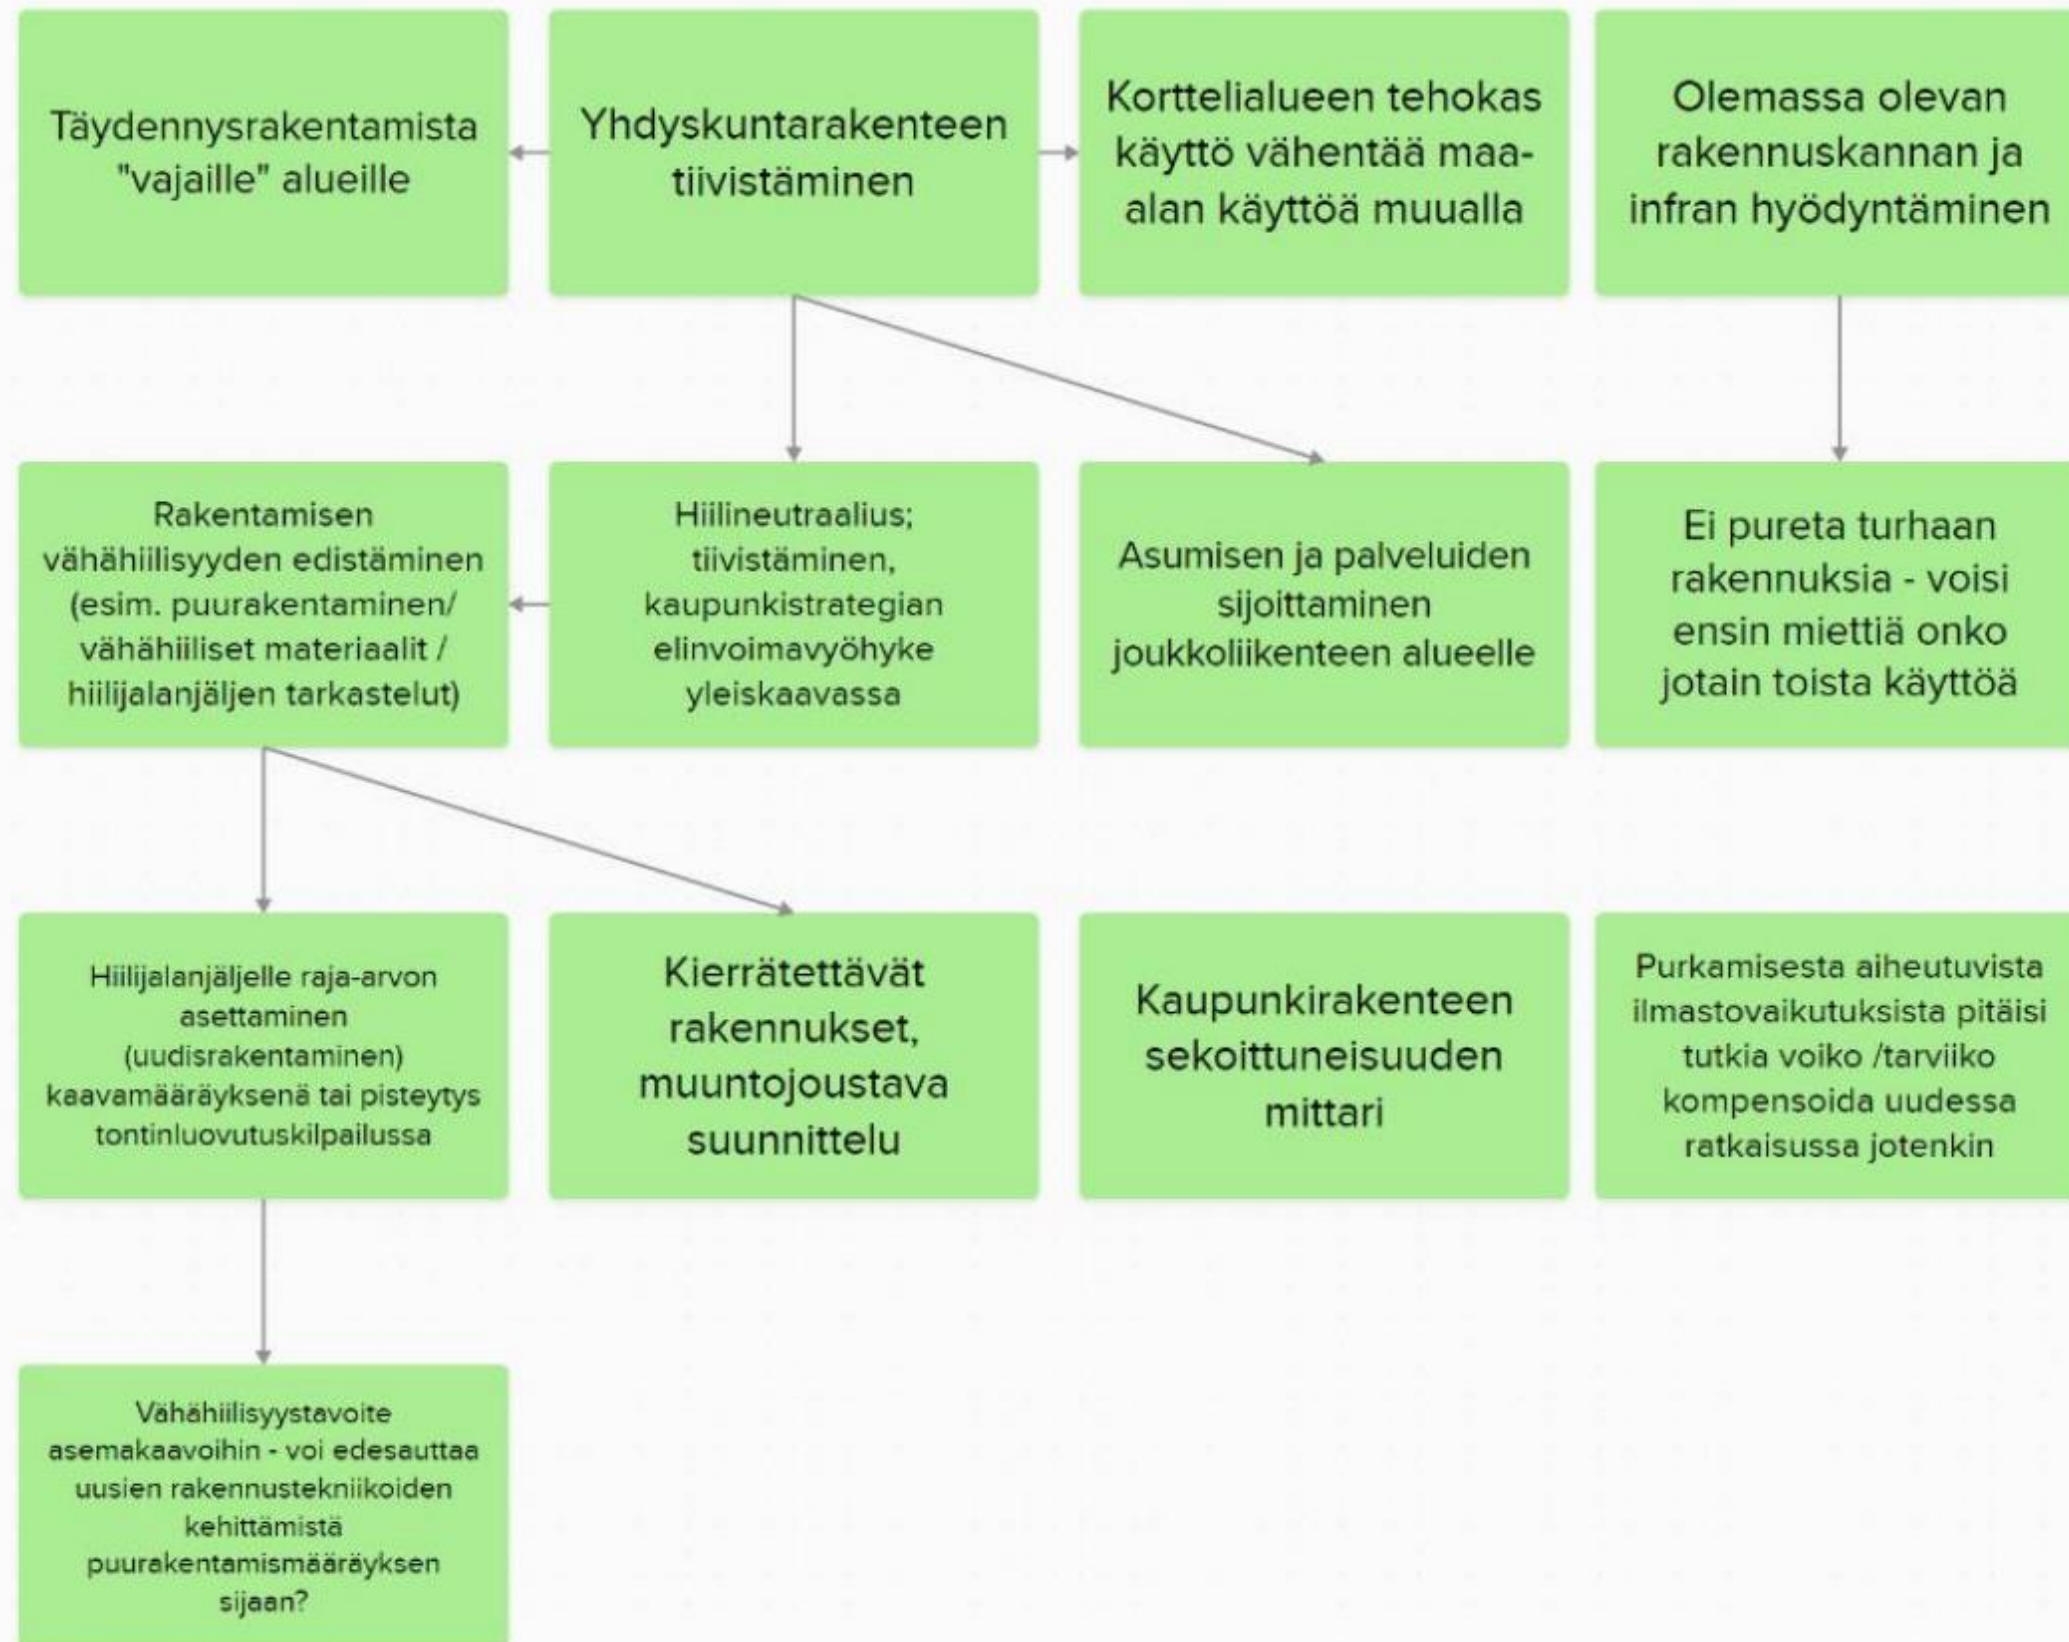 Täydennysrakentamista
"vajaille" alueille
Yhdyskuntarakenteen
tiivistäminen
Korttelialueen tehokas
käyttö vähentää maa-
alan käyttöä muualla
Olemassa olevan
rakennuskannan ja
infran hyödyntäminen
Rakentamisen
vähähiilisyyden edistäminen
(esim. puurakentaminen/
vähähiiliset materiaalit /
hiilijalanjäljen tarkastelut)
Hiilineutraalius;
tiivistäminen,
kaupunkistrategian
elinvoimavyöhyke
yleiskaavassa
Asumisen ja palveluiden
sijoittaminen
joukkoliikenteen alueelle
Ei pureta turhaan
rakennuksia - voisi
ensin miettiä onko
jotain toista käyttöä
Hiilijalanjäljelle raja-arvon
asettaminen
(uudisrakentaminen)
kaavamääräyksenä tai pisteytys
tontinluovutuskilpailussa
Kierrätettävät
rakennukset,
muuntojoustava
suunnittelu
Kaupunkirakenteen
sekoittuneisuuden
mittari
Purkamisesta aiheutuvista
ilmastovaikutuksista pitäisi
tutkia voiko /tarviiko
kompensoida uudessa
ratkaisussa jotenkin
Vähähiilisyystavoite
asemakaavoihin - voi edesauttaa
uusien rakennustekniikoiden
kehittämistä
puurakentamismääräyksen
sijaan?